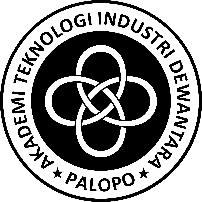 AKADEMI TEKNOLOGI INDUSTRI DEWANTARA
★ PALOPO ★